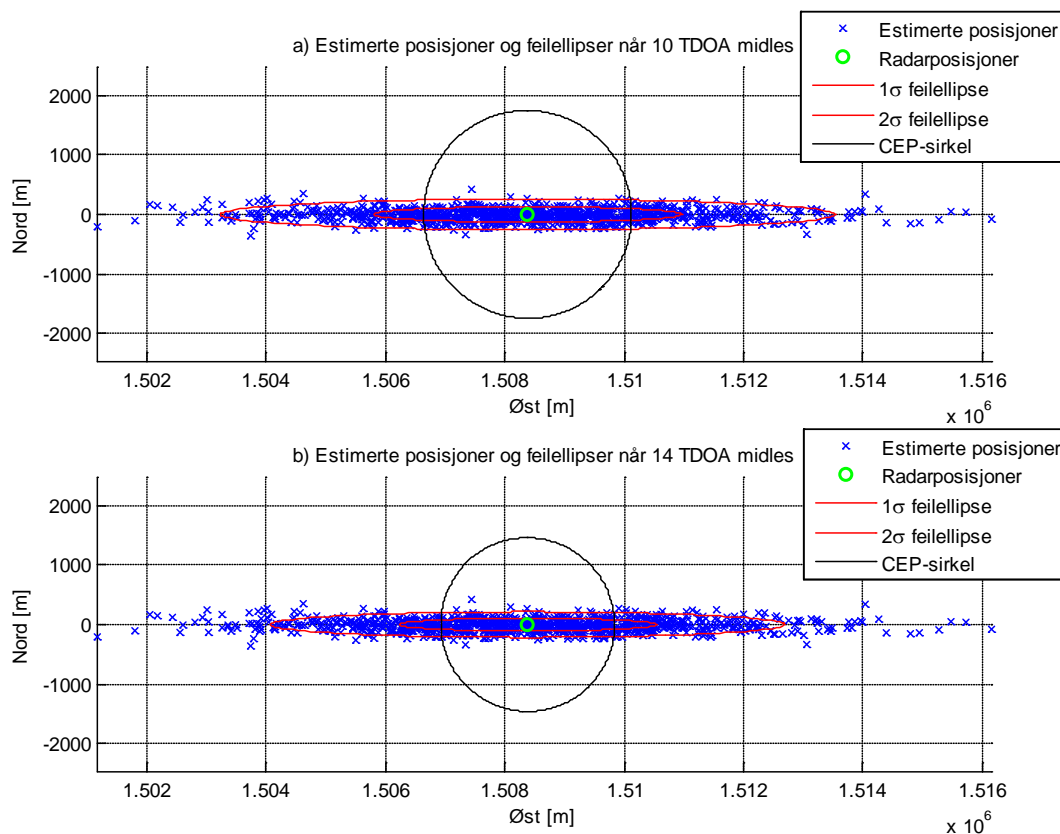 a) Estimerte posisjoner og feilellipser når 10 TDOA midles
Estimerte posisjoner
Radarposisjoner
1σ feilellipse
2σ feilellipse
CEP-sirkel
Nord [m]
2000
1000
0
-1000
-2000
1.502 1.504 1.506 1.508 1.51 1.512 1.514 1.516
Øst [m]
x 10^6
b) Estimerte posisjoner og feilellipser når 14 TDOA midles
Estimerte posisjoner
Radarposisjoner
1σ feilellipse
2σ feilellipse
CEP-sirkel
Nord [m]
2000
1000
0
-1000
-2000
1.502 1.504 1.506 1.508 1.51 1.512 1.514 1.516
Øst [m]
x 10^6